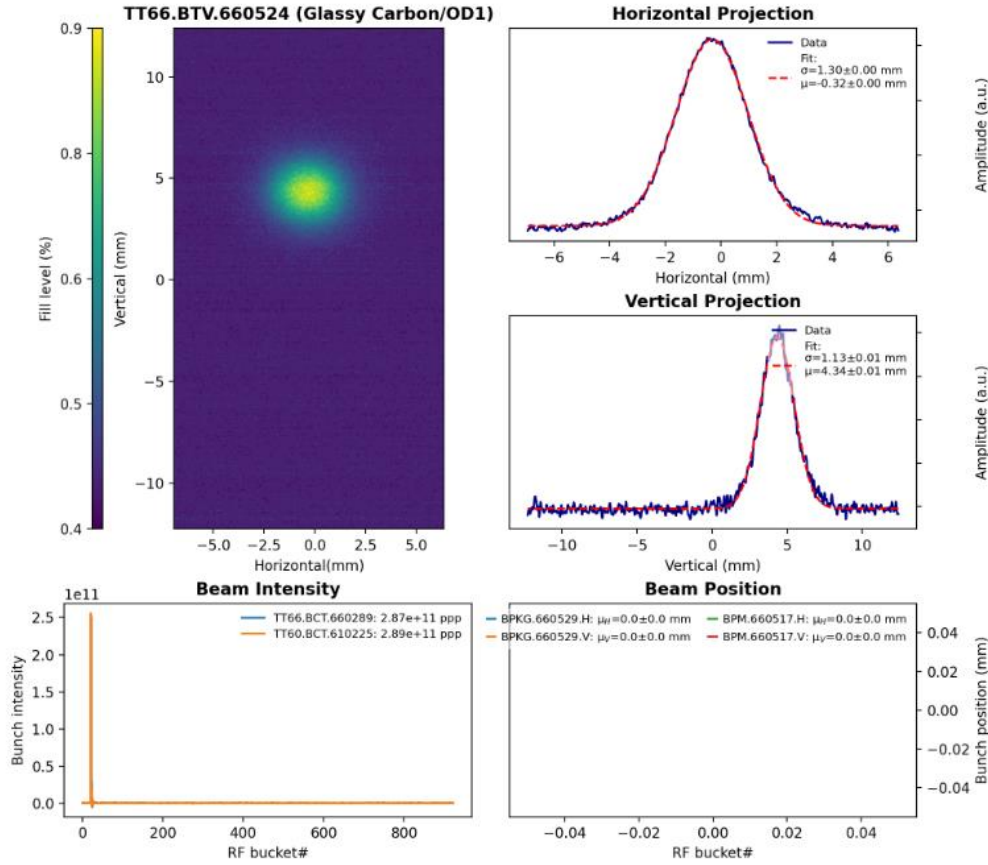 TT66.BTV.660524 (Glassy Carbon/OD1)
0.9
0.8
0.7
0.6
0.5
0.4
Fill level (%)
Vertical (mm)
10
5
0
−5
−10
−5.0
−2.5
0.0
2.5
5.0
Horizontal(mm)
Horizontal Projection
Data
Fit:
σ=1.30±0.00 mm
μ=-0.32±0.00 mm
Amplitude (a.u.)
−6
−4
−2
0
2
4
6
Horizontal (mm)
Vertical Projection
Data
Fit:
σ=1.13±0.01 mm
μ=4.34±0.01 mm
Amplitude (a.u.)
−10
−5
0
5
10
Vertical (mm)
Beam Intensity
1e11
TT66.BCT.660289: 2.87e+11 ppp
TT60.BCT.610225: 2.89e+11 ppp
Bunch intensity
2.5
2.0
1.5
1.0
0.5
0.0
0
200
400
600
800
RF bucket#
Beam Position
BPKG.660529.H: μH=0.0±0.0 mm
BPKG.660529.V: μV=0.0±0.0 mm
BPM.660517.H: μH=0.0±0.0 mm
BPM.660517.V: μV=0.0±0.0 mm
0.04
0.02
0.00
−0.02
−0.04
Bunch position (mm)
−0.04
−0.02
0.00
0.02
0.04
RF bucket#